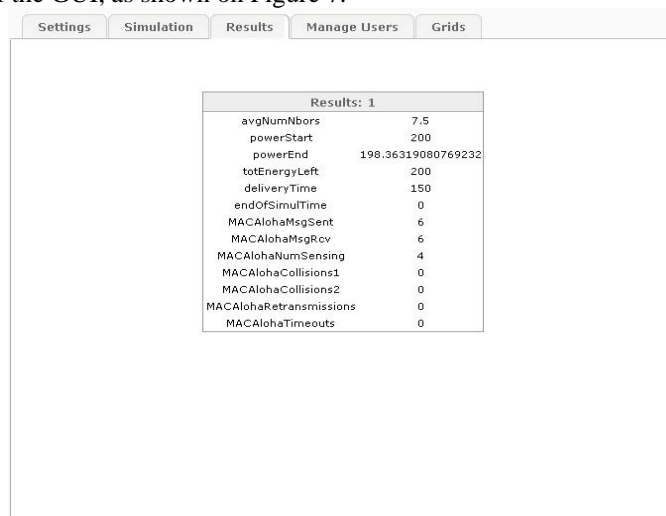 the GUI, as shown on Figure 7.
Settings Simulation Results Manage Users Grids
Results: 1
avgNumNbors 7.5
powerStart 200
powerEnd 198.36319080769232
totEnergyLeft 200
deliveryTime 150
endOfSimulTime 0
MACAlohaMsgSent 6
MACAlohaMsgRcv 6
MACAlohaNumSensing 4
MACAlohaCollisions1 0
MACAlohaCollisions2 0
MACAlohaRetransmissions 0
MACAlohaTimeouts 0